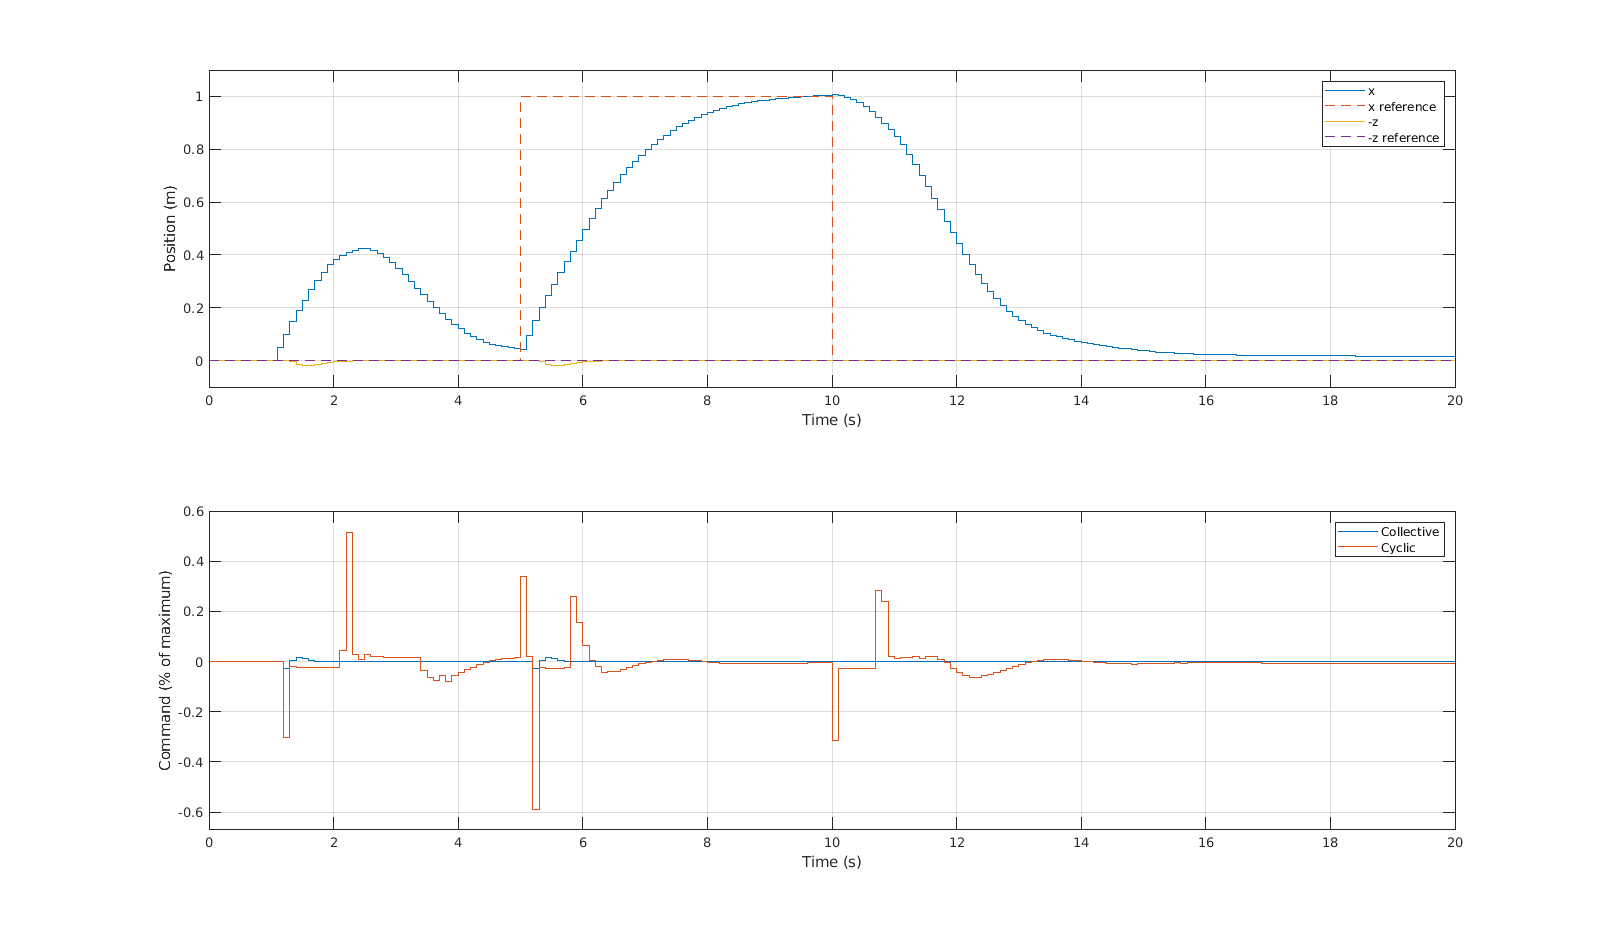 1
0.8
0.6
0.4
0.2
0
Position (m)
0 2 4 6 8 10 12 14 16 18 20
Time (s)
x
x reference
-z
-z reference
0.6
0.4
0.2
0
-0.2
-0.4
-0.6
Command (% of maximum)
0 2 4 6 8 10 12 14 16 18 20
Time (s)
Collective
Cyclic